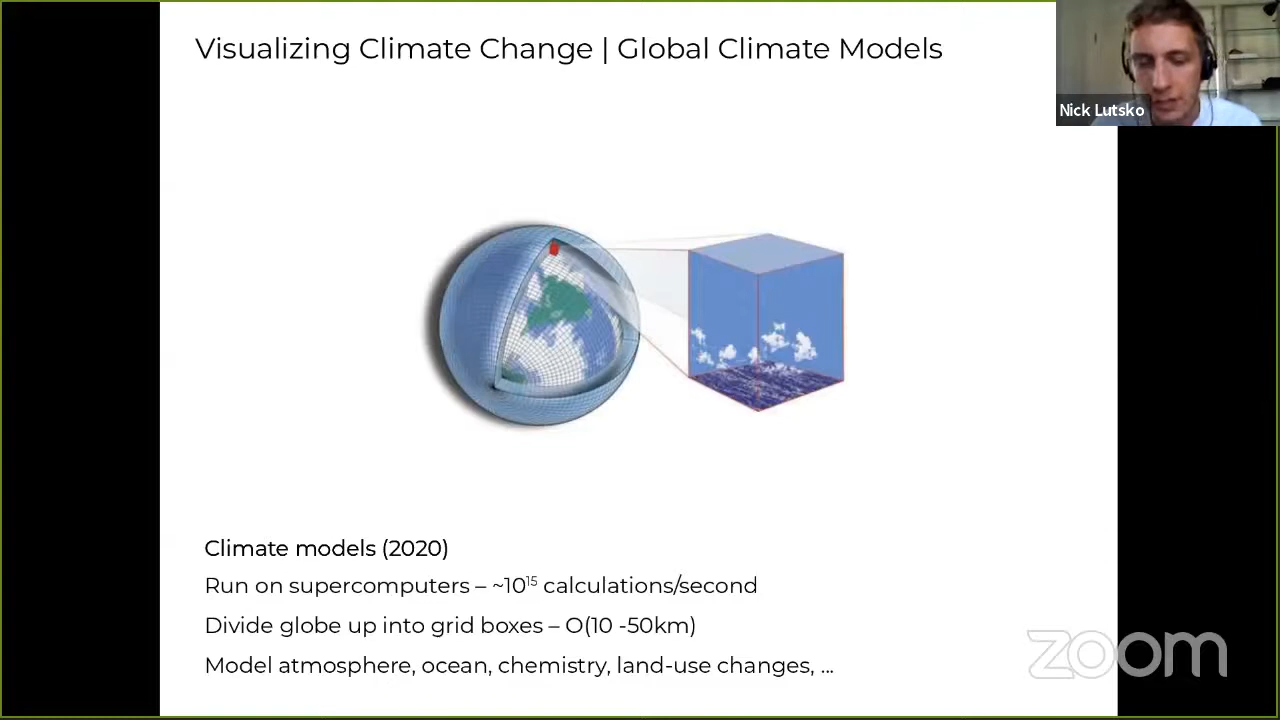 Visualizing Climate Change | Global Climate Models
Nick Lutsko
Climate models (2020)
Run on supercomputers – ~10¹⁵ calculations/second
Divide globe up into grid boxes – O(10 -50km)
Model atmosphere, ocean, chemistry, land-use changes, ...
zoom